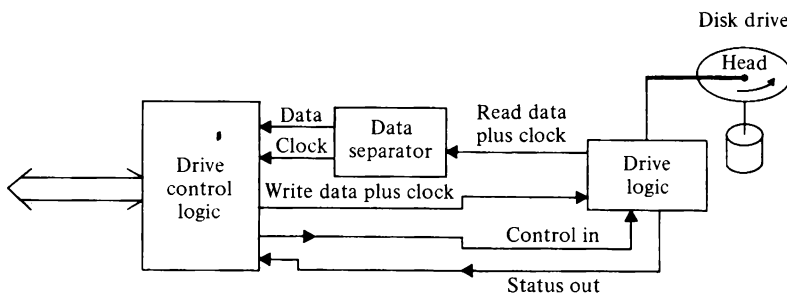 Disk drive
Head
Data
Clock
Data
separator
Read data
plus clock
Drive
control
logic
Drive
logic
Write data plus clock
Control in
Status out